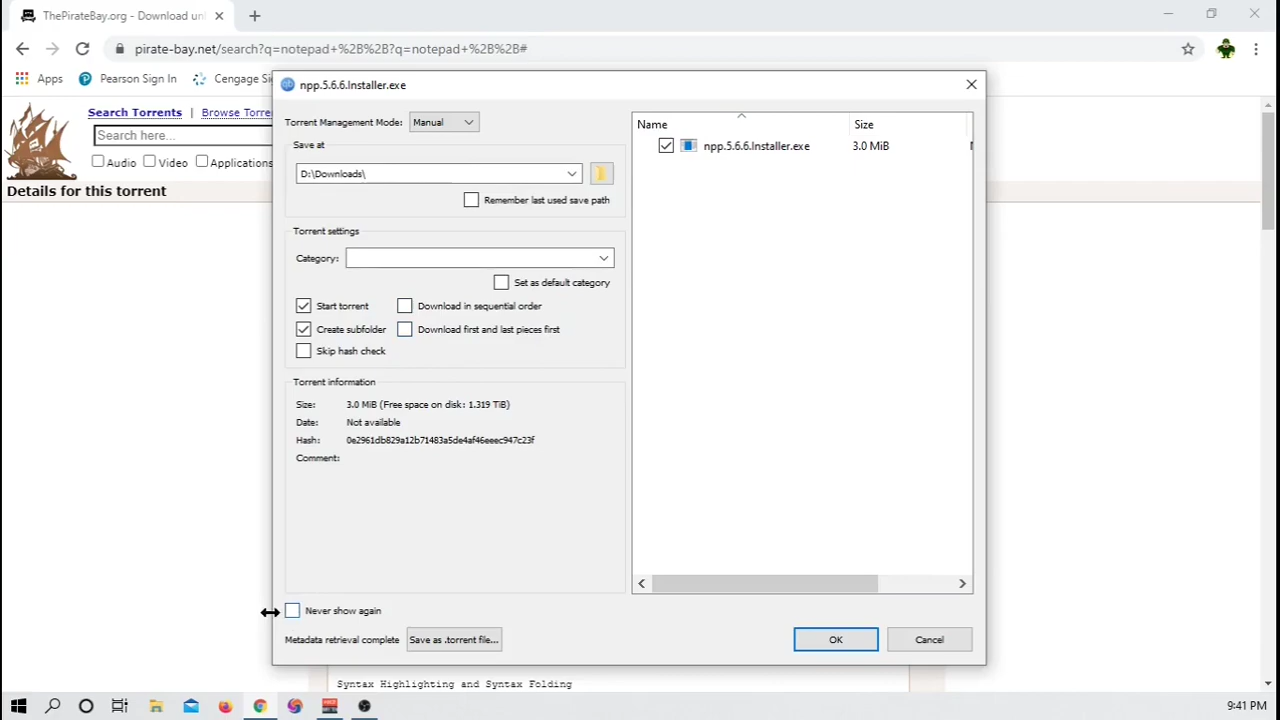 ThePirateBay.org - Download un
pirate-bay.net/search?q=notepad+%2B%2B?q=notepad+%2B%2B#
Apps
Pearson Sign In
Cengage Si
Search Torrents
Browse Torre
Search here...
Audio
Video
Applications
Details for this torrent
npp.5.6.6.Installer.exe
Torrent Management Mode:
Manual
Save at
D:\Downloads\
Remember last used save path
Torrent settings
Category:
Set as default category
Start torrent
Download in sequential order
Create subfolder
Download first and last pieces first
Skip hash check
Torrent information
Size: 3.0 MiB (Free space on disk: 1.319 TiB)
Date: Not available
Hash: 0e2961db829a12b71483a5de4af46eeec947c23f
Comment:
Never show again
Metadata retrieval complete
Save as .torrent file...
Name
Size
npp.5.6.6.Installer.exe
3.0 MiB
OK
Cancel
Syntax Highlighting and Syntax Folding
9:41 PM